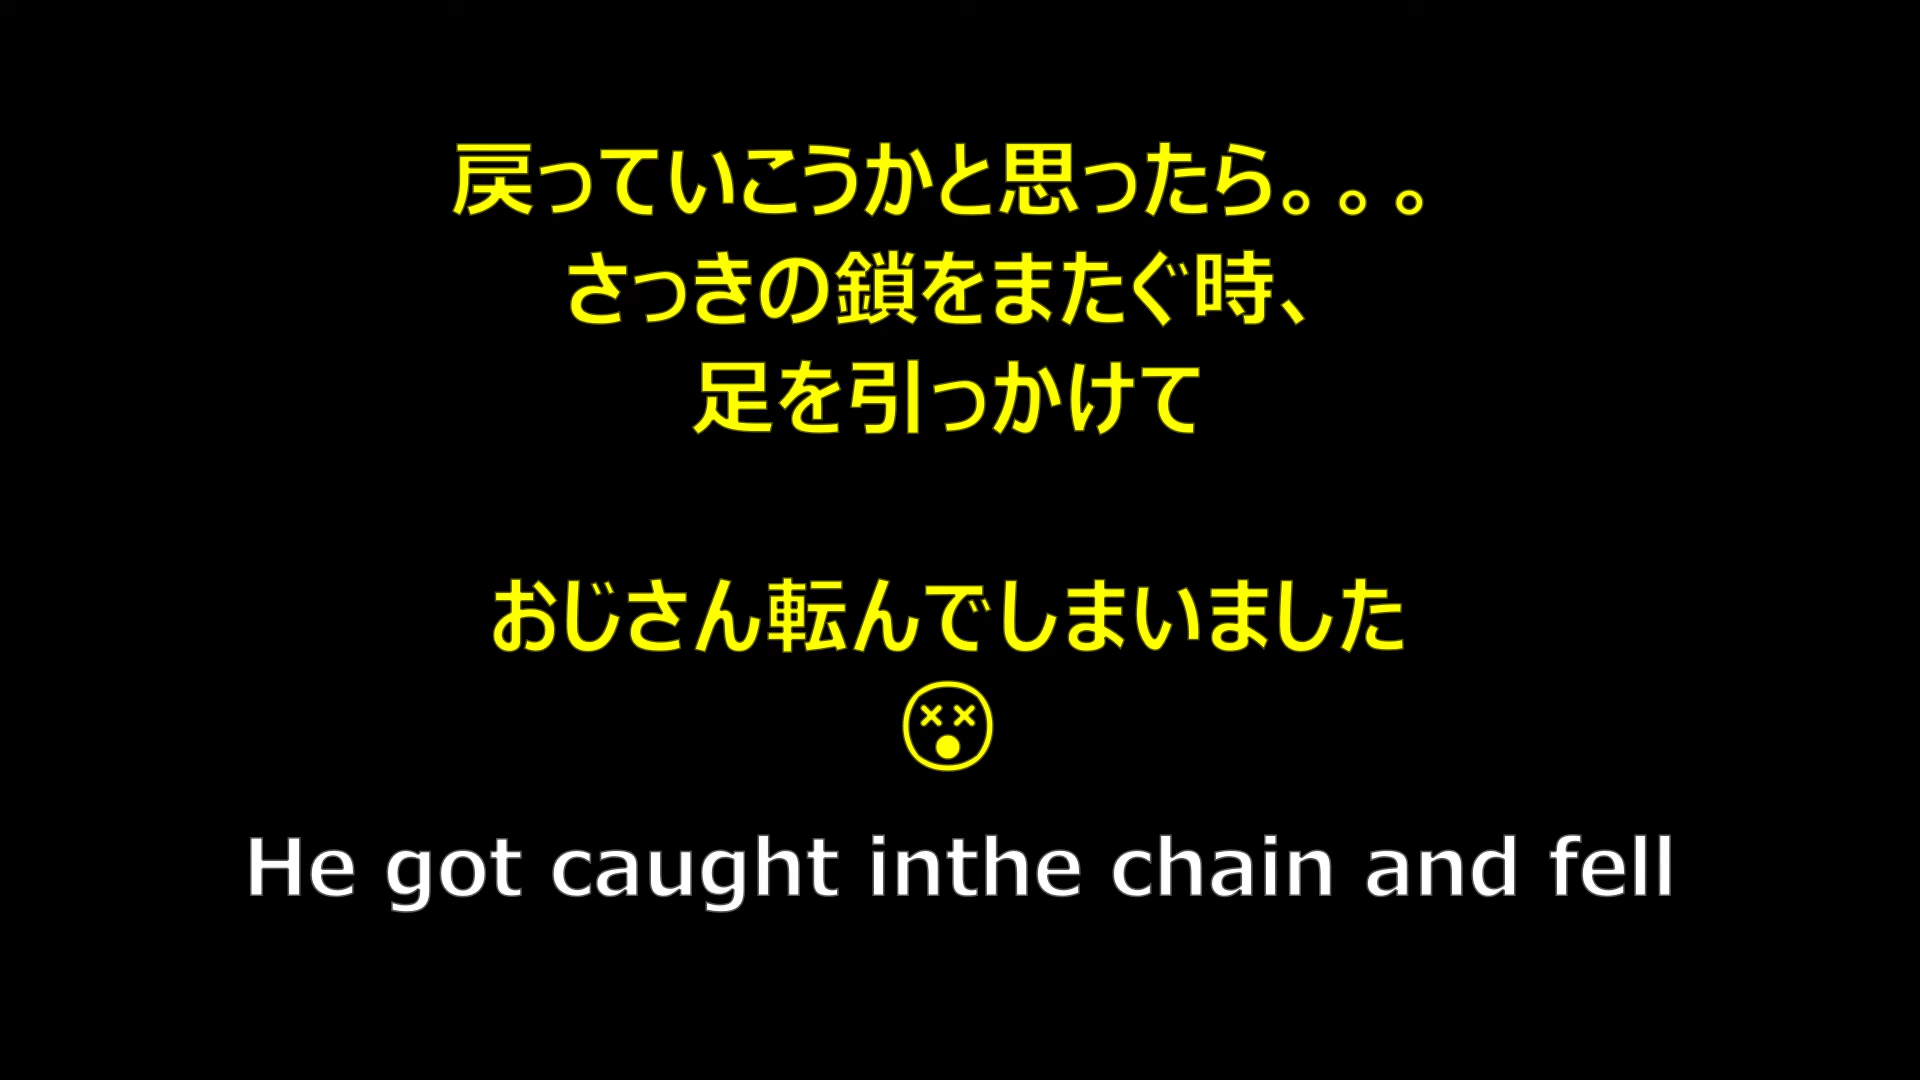 戻っていこうかと思ったら。。。
さっきの鎖をまたぐ時、
足を引っかけて
おじさん転んでしまいました
😵
He got caught inthe chain and fell